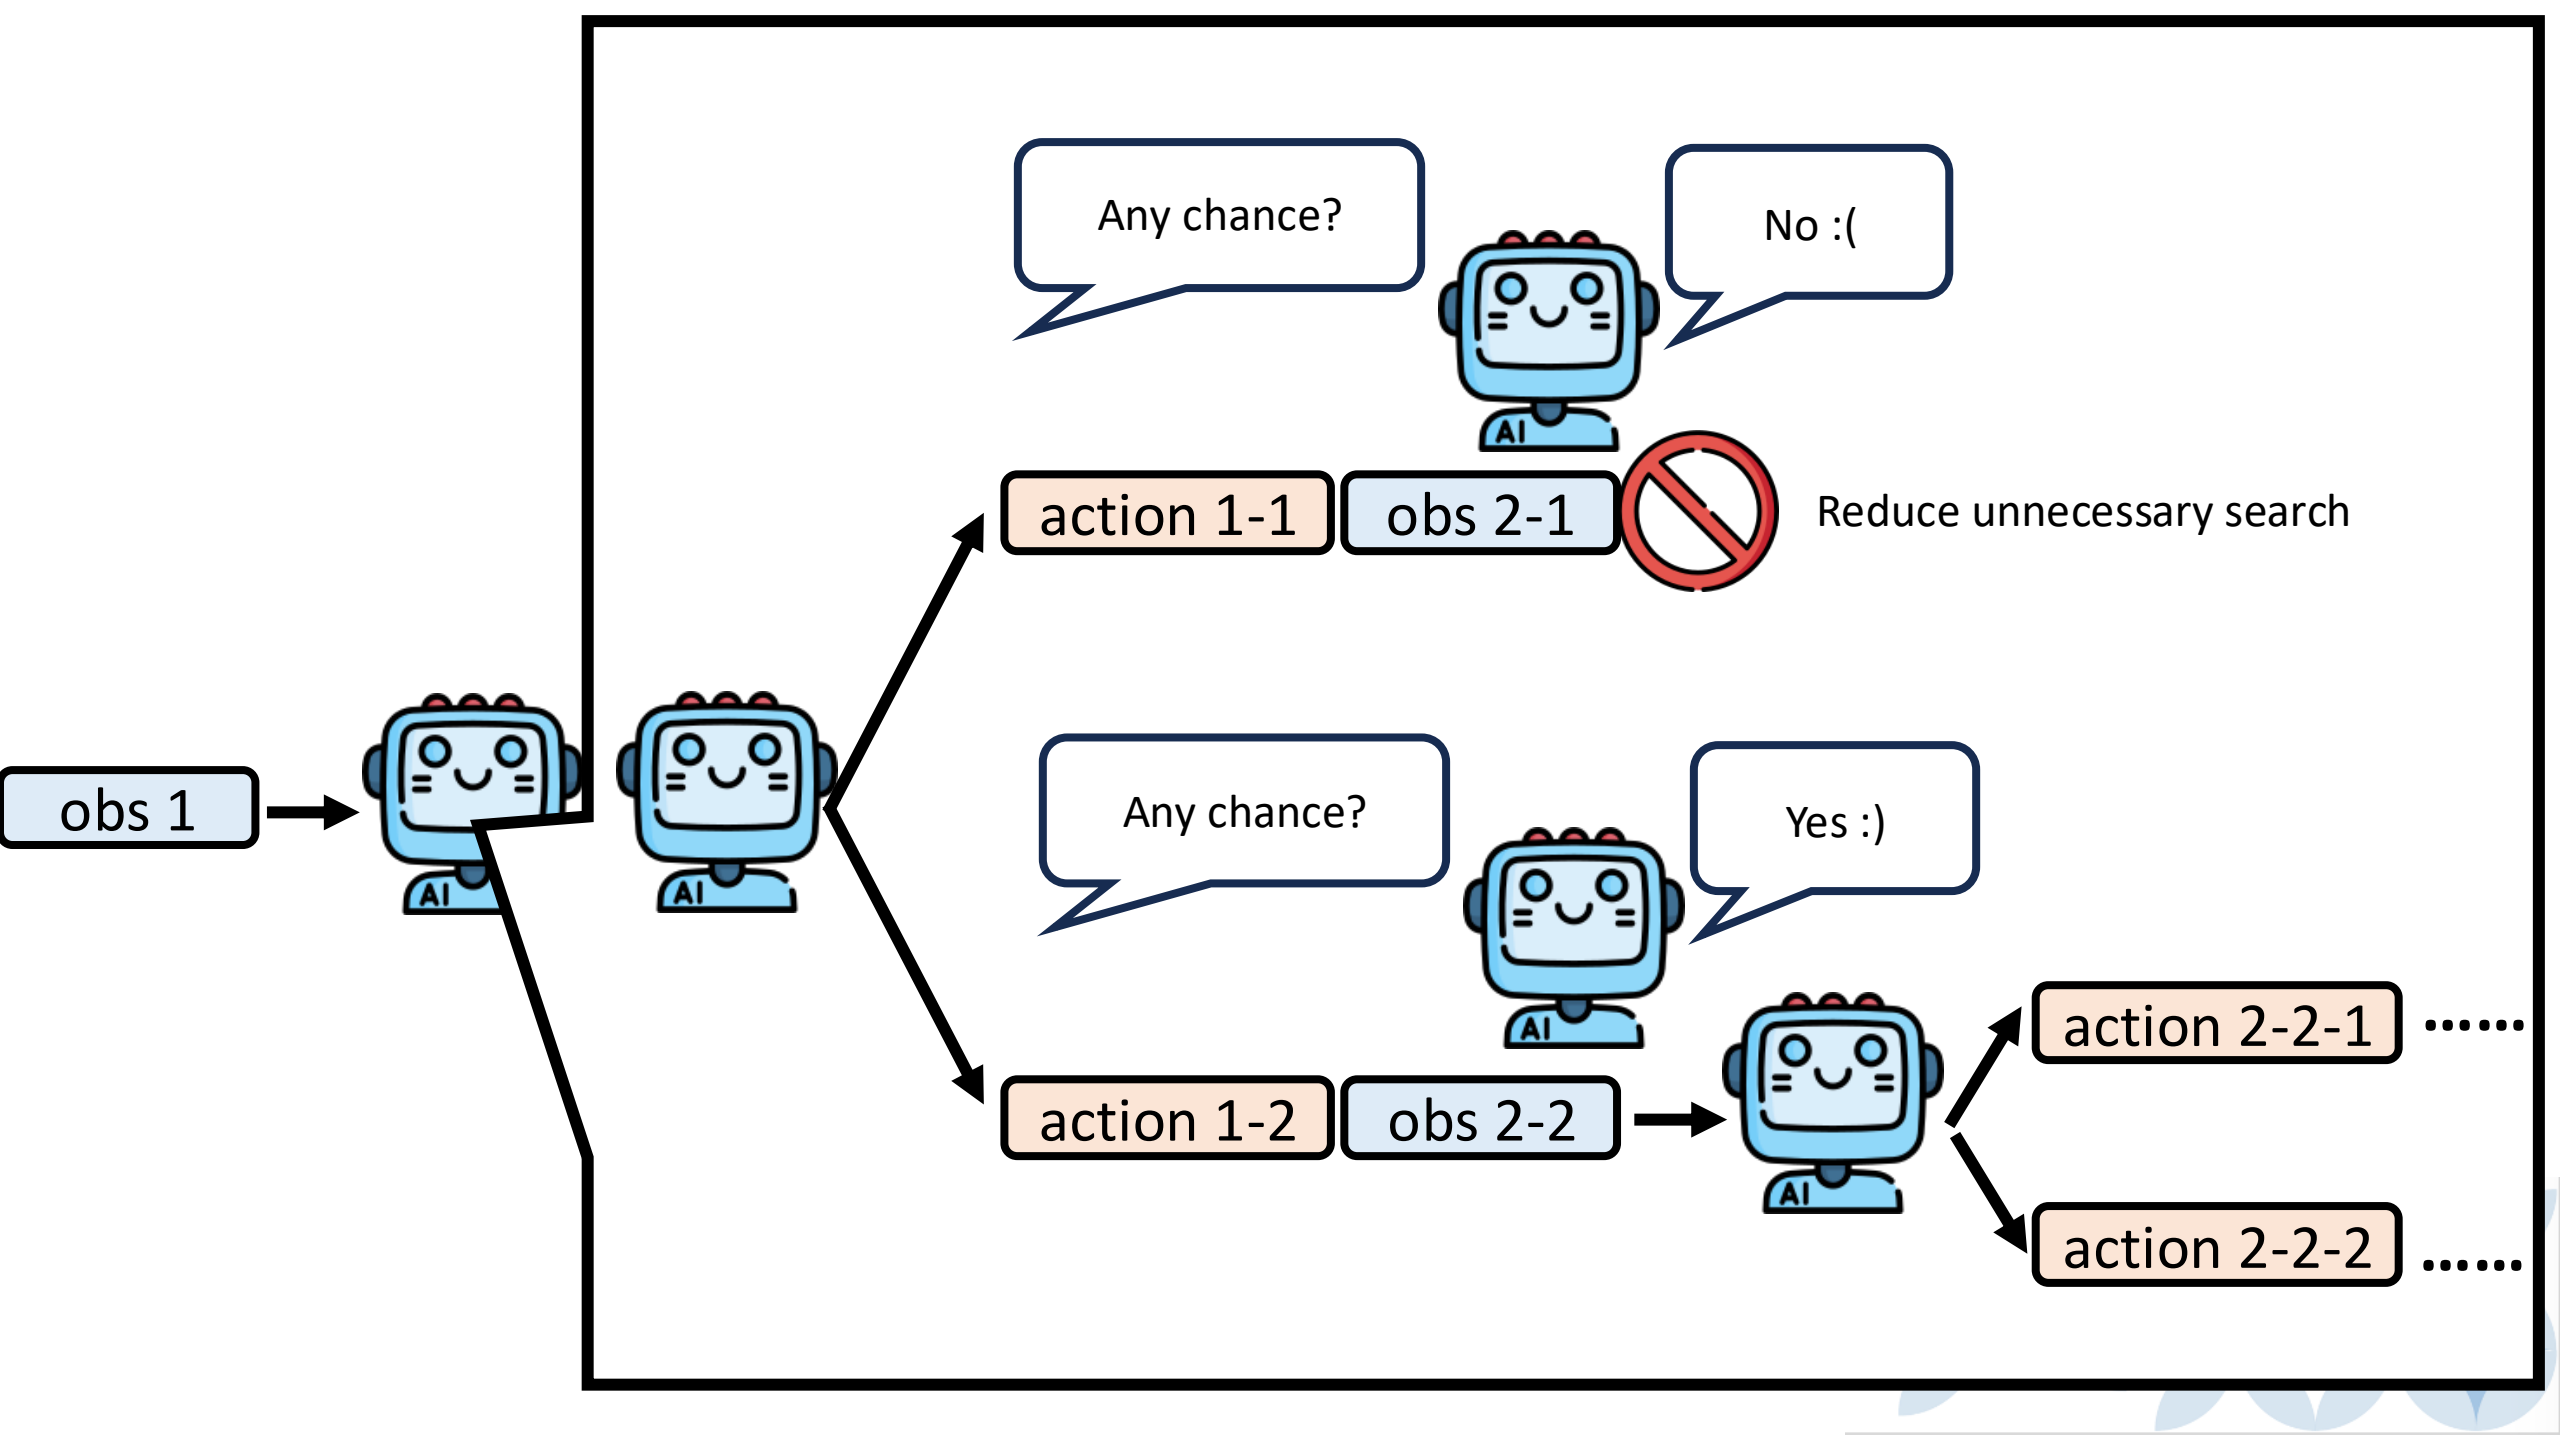 Any chance?
No :(
AI
action 1-1
obs 2-1
Reduce unnecessary search
obs 1
AI
AI
Any chance?
Yes :)
AI
action 1-2
obs 2-2
AI
action 2-2-1
......
action 2-2-2
......